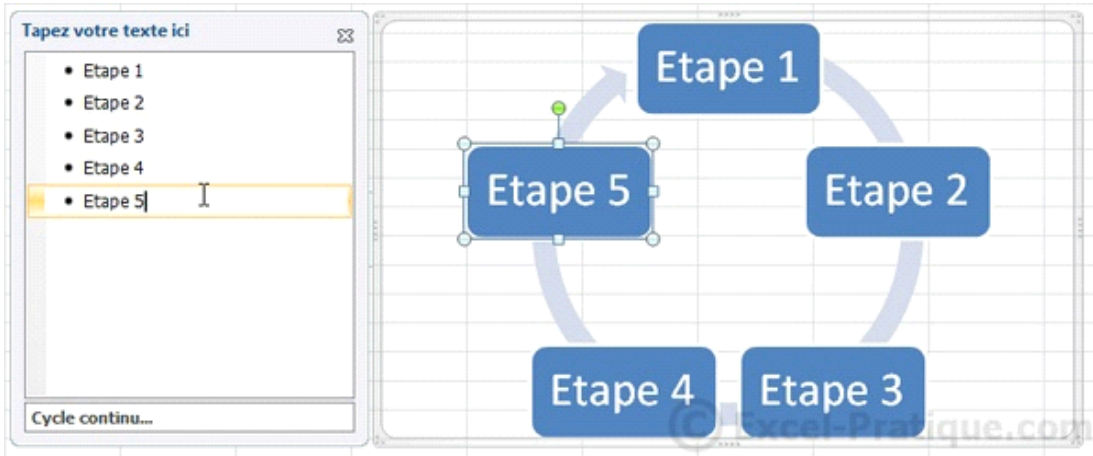 Tapez votre texte ici
• Etape 1
• Etape 2
• Etape 3
• Etape 4
• Etape 5
Cycle continu...
Etape 1
Etape 5
Etape 2
Etape 4
Etape 3
© Excel-Pratique.com